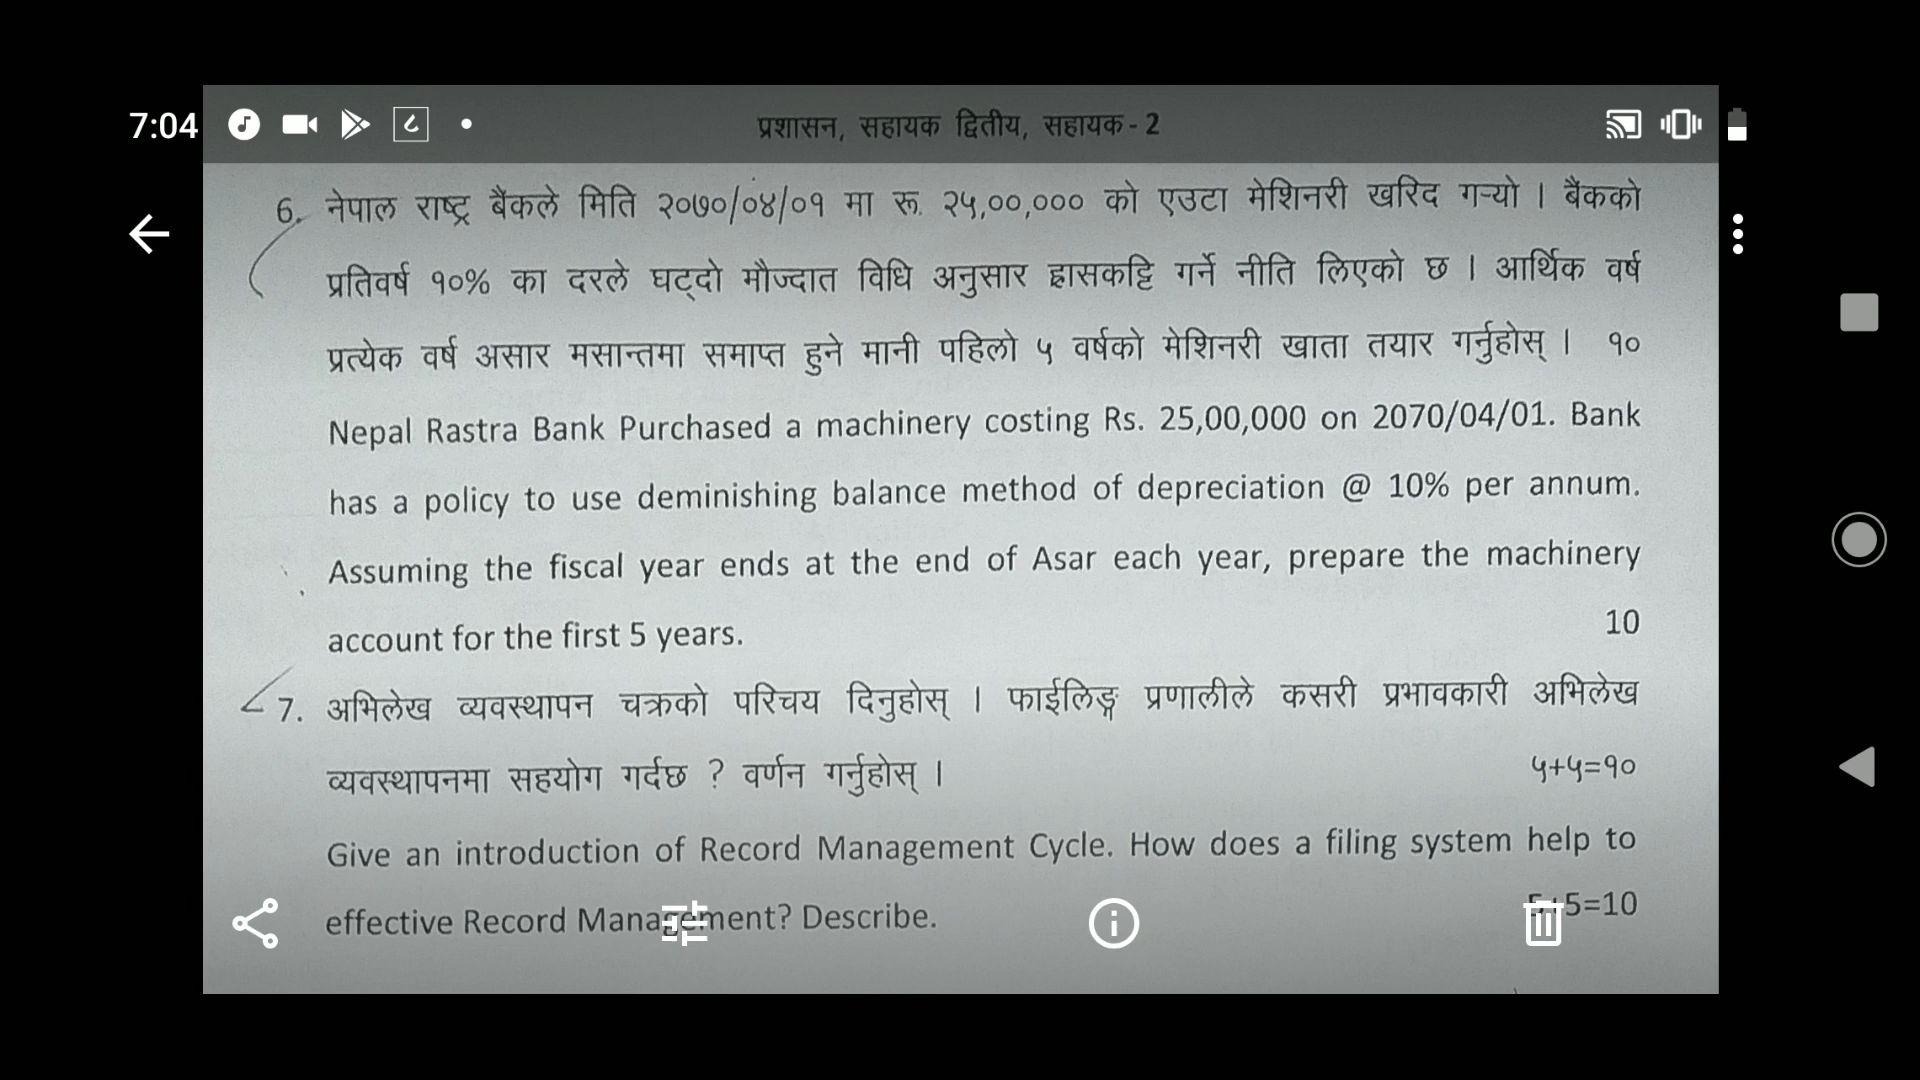 7:04
प्रशासन, सहायक द्वितीय, सहायक - 2
6. नेपाल राष्ट्र बैंकले मिति २०७०/०४/०१ मा रू. २५,००,००० को एउटा मेशिनरी खरिद गर्‍यो । बैंकको
प्रतिवर्ष १०% का दरले घट्दो मौज्दात विधि अनुसार ह्रासकट्टि गर्ने नीति लिएको छ । आर्थिक वर्ष
प्रत्येक वर्ष असार मसान्तमा समाप्त हुने मानी पहिलो ५ वर्षको मेशिनरी खाता तयार गर्नुहोस् । १०
Nepal Rastra Bank Purchased a machinery costing Rs. 25,00,000 on 2070/04/01. Bank
has a policy to use deminishing balance method of depreciation @ 10% per annum.
Assuming the fiscal year ends at the end of Asar each year, prepare the machinery
account for the first 5 years. 10
7. अभिलेख व्यवस्थापन चक्रको परिचय दिनुहोस् । फाईलिङ्ग प्रणालीले कसरी प्रभावकारी अभिलेख
व्यवस्थापनमा सहयोग गर्दछ ? वर्णन गर्नुहोस् । ५+५=१०
Give an introduction of Record Management Cycle. How does a filing system help to
effective Record Management? Describe. 5+5=10